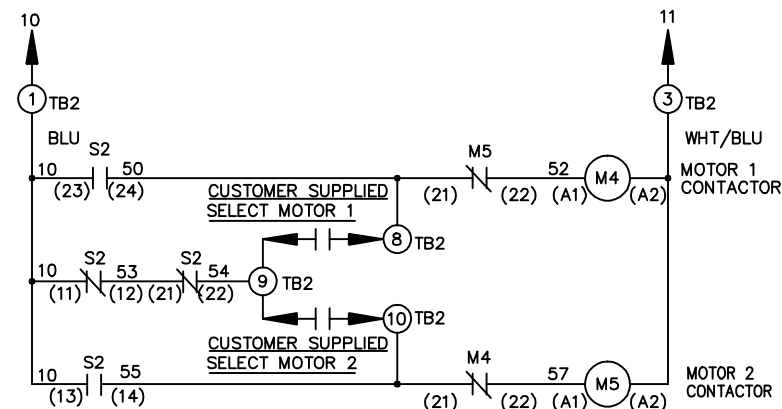 10 11
1 TB2 3 TB2
BLU WHT/BLU
S2 M5
10 50 52 M4 MOTOR 1
(23) (24) (21) (22) (A1) (A2) CONTACTOR
CUSTOMER SUPPLIED
SELECT MOTOR 1
8 TB2
S2 S2
10 53 54 9 TB2
(11) (12) (21) (22)
10 TB2
CUSTOMER SUPPLIED
SELECT MOTOR 2
S2 M4
10 55 57 M5 MOTOR 2
(13) (14) (21) (22) (A1) (A2) CONTACTOR